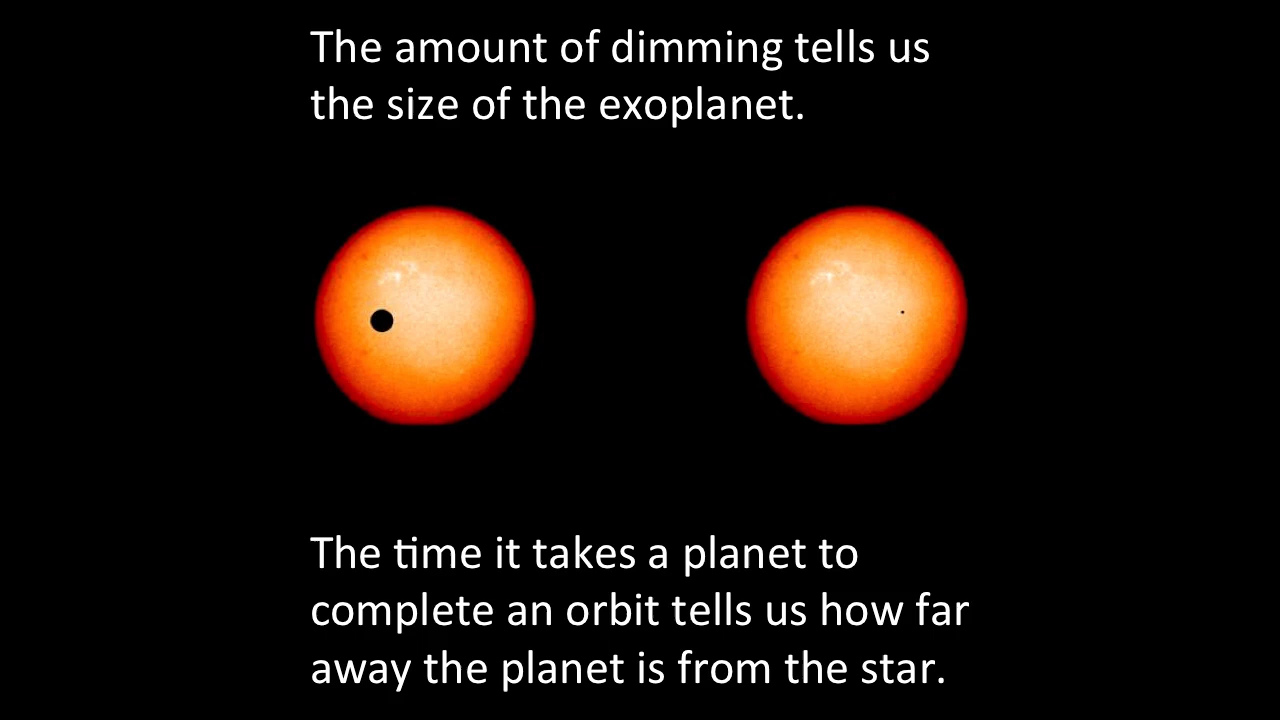 The amount of dimming tells us
the size of the exoplanet.
The time it takes a planet to
complete an orbit tells us how far
away the planet is from the star.